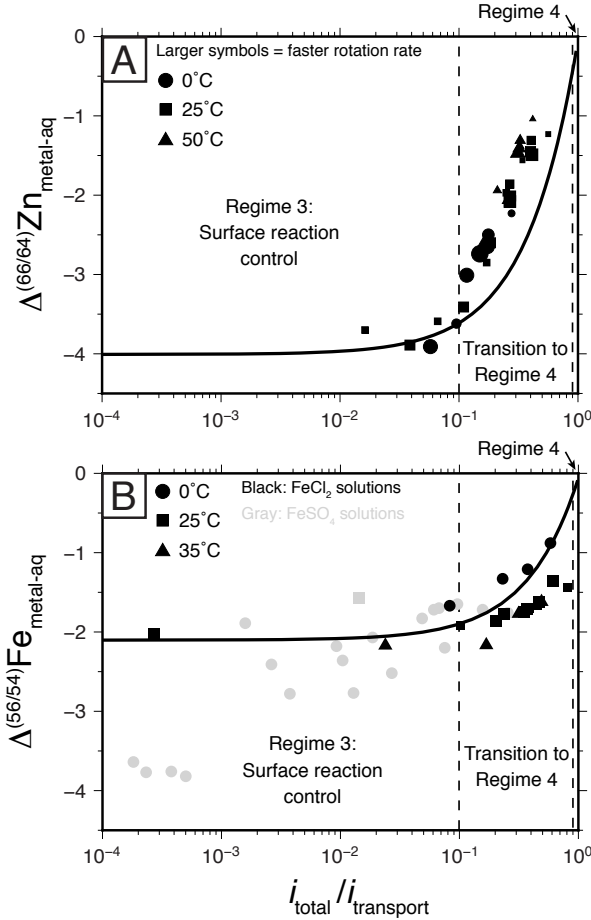 Regime 4
0
A
Larger symbols = faster rotation rate
0˚C
25˚C
50˚C
-1
-2
-3
-4
Δ(66/64)Znmetal-aq
Regime 3:
Surface reaction
control
Transition to
Regime 4
10−4
10−3
10−2
10−1
100
Regime 4
0
B
0˚C
25˚C
35˚C
Black: FeCl2 solutions
Gray: FeSO4 solutions
-1
-2
-3
-4
Δ(56/54)Femetal-aq
Regime 3:
Surface reaction
control
Transition to
Regime 4
10−4
10−3
10−2
10−1
100
itotal/itransport